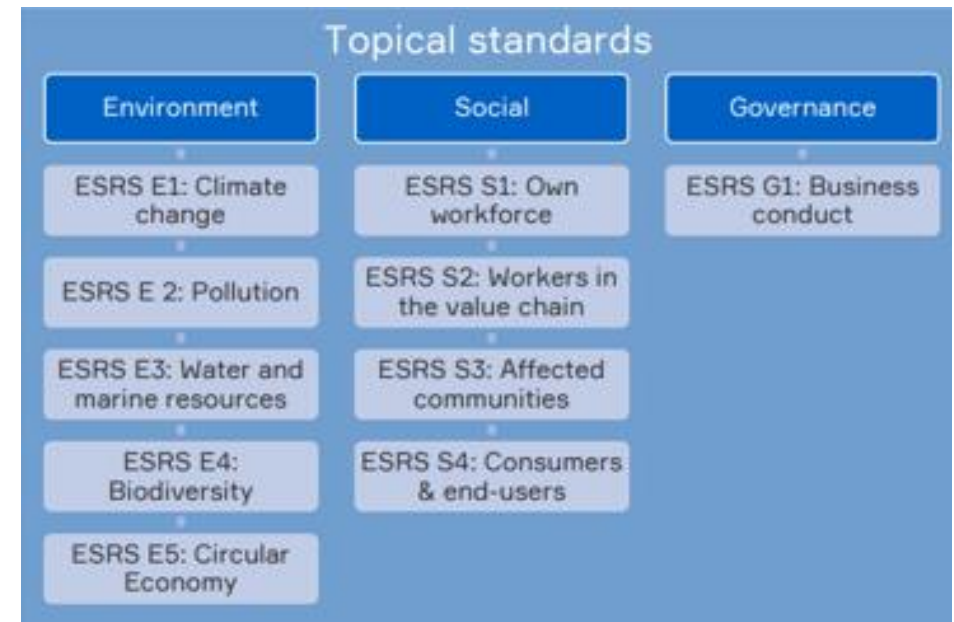 Topical standards
Environment
Social
Governance
ESRS E1: Climate
change
ESRS E 2: Pollution
ESRS E3: Water and
marine resources
ESRS E4:
Biodiversity
ESRS E5: Circular
Economy
ESRS S1: Own
workforce
ESRS S2: Workers in
the value chain
ESRS S3: Affected
communities
ESRS S4: Consumers
& end-users
ESRS G1: Business
conduct